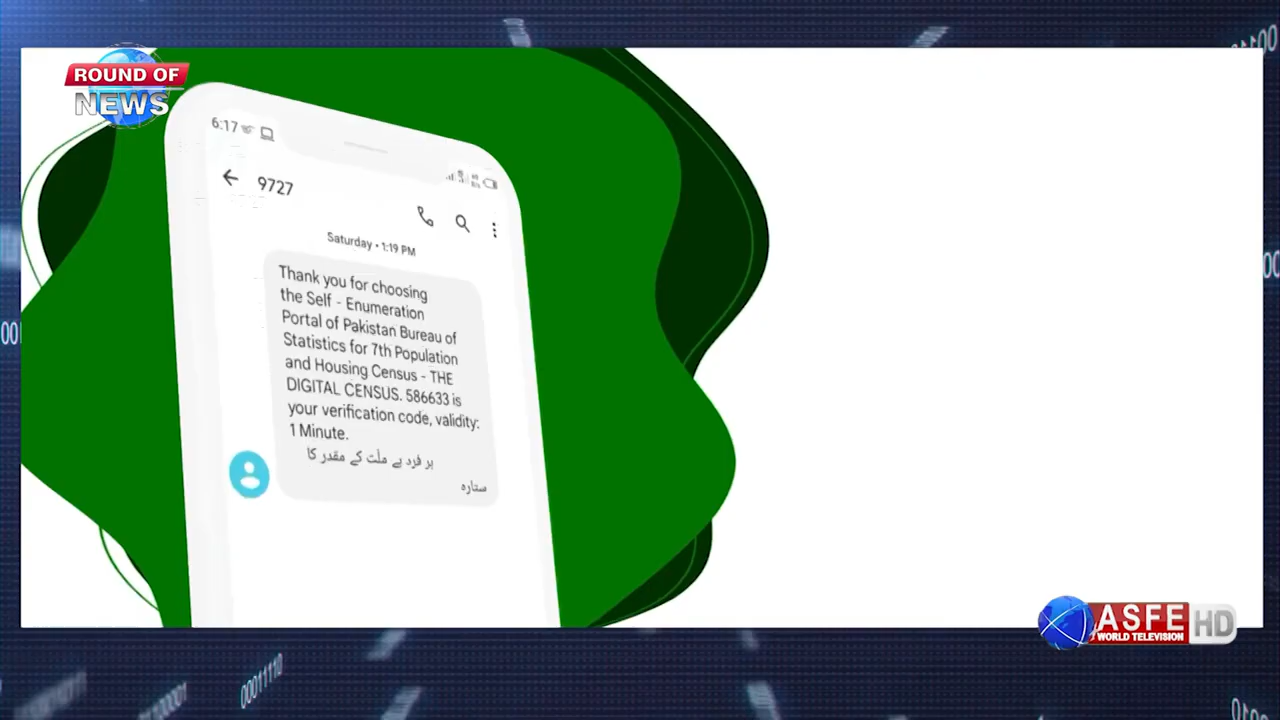 ROUND OF
NEWS
6:17
9727
Saturday • 1:19 PM
Thank you for choosing
the Self - Enumeration
Portal of Pakistan Bureau of
Statistics for 7th Population
and Housing Census - THE
DIGITAL CENSUS. 586633 is
your verification code, validity:
1 Minute.
ہر فرد ہے ملّت کے مقدر کا
ستارہ
ASFE HD
WORLD TELEVISION
00011110